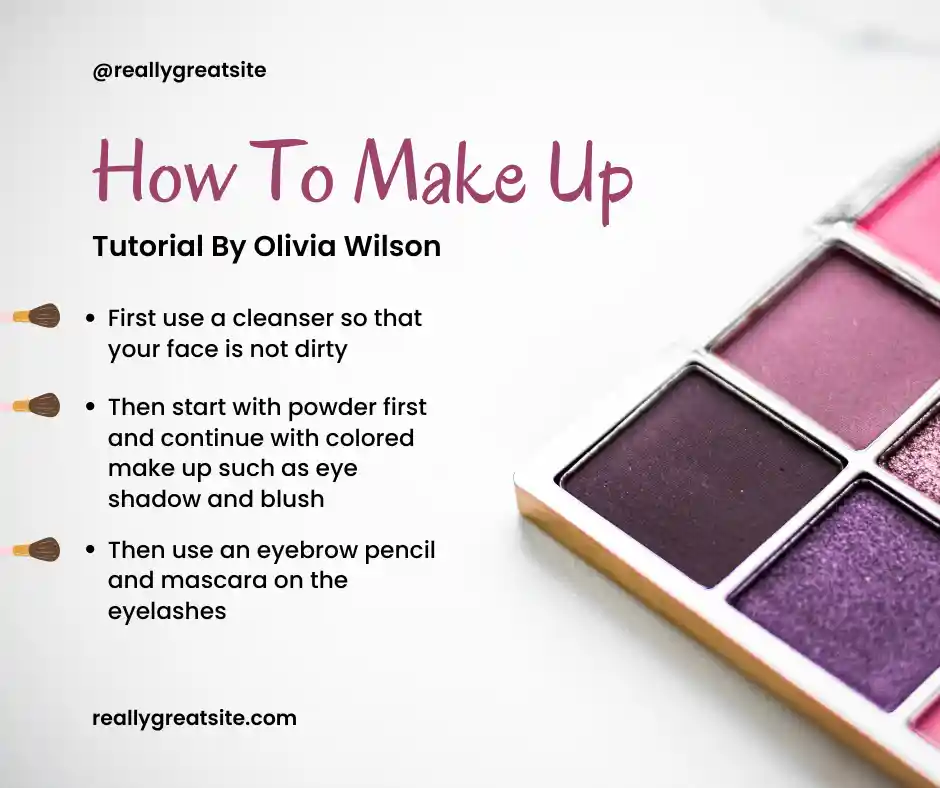 @reallygreatsite
How To Make Up
Tutorial By Olivia Wilson
• First use a cleanser so that
your face is not dirty
• Then start with powder first
and continue with colored
make up such as eye
shadow and blush
• Then use an eyebrow pencil
and mascara on the
eyelashes
reallygreatsite.com